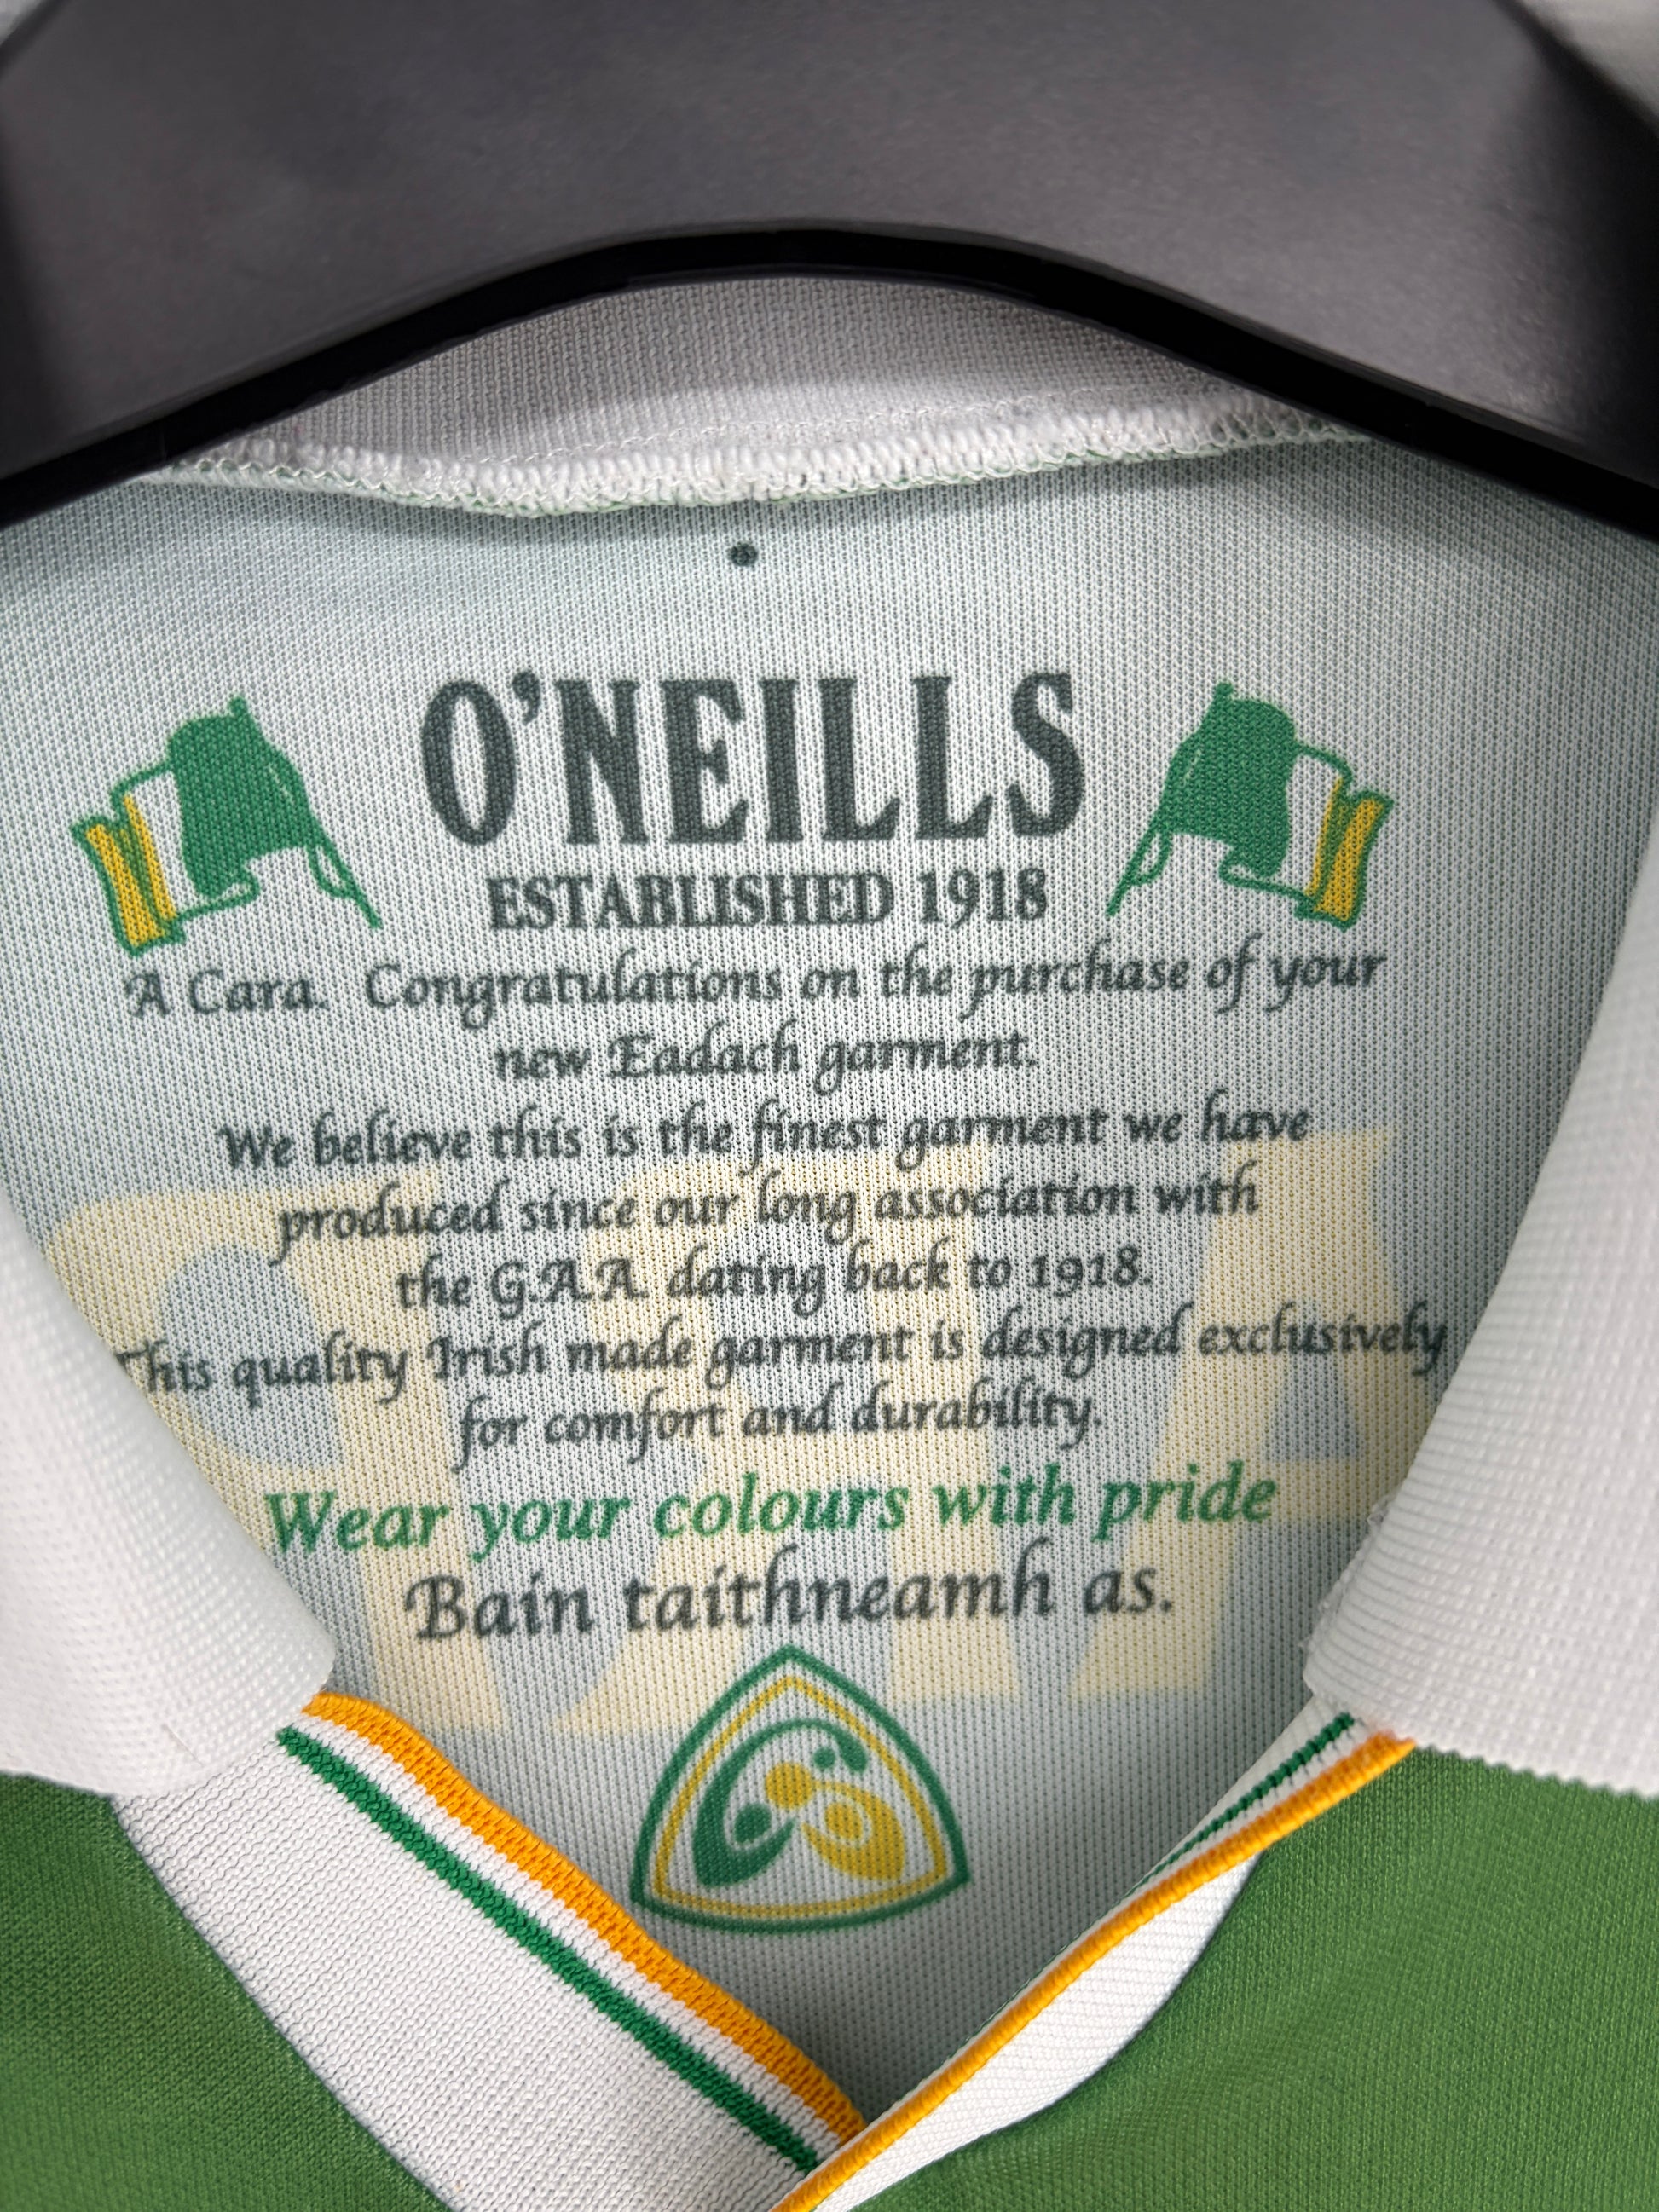 O'NEILLS
ESTABLISHED 1918
A Cara. Congratulations on the purchase of your
new Eadach garment.
We believe this is the finest garment we have
produced since our long association with
the G.A.A. dating back to 1918.
This quality Irish made garment is designed exclusively
for comfort and durability.
Wear your colours with pride
Bain taithneamh as.